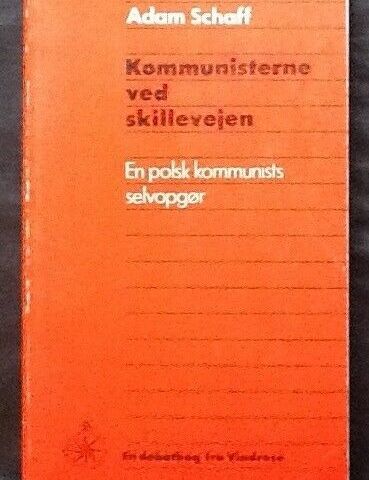 Adam Schaff
Kommunisterne
ved
skillevejen
En polsk kommunists
selvopgør
En debatbog fra Vindrose